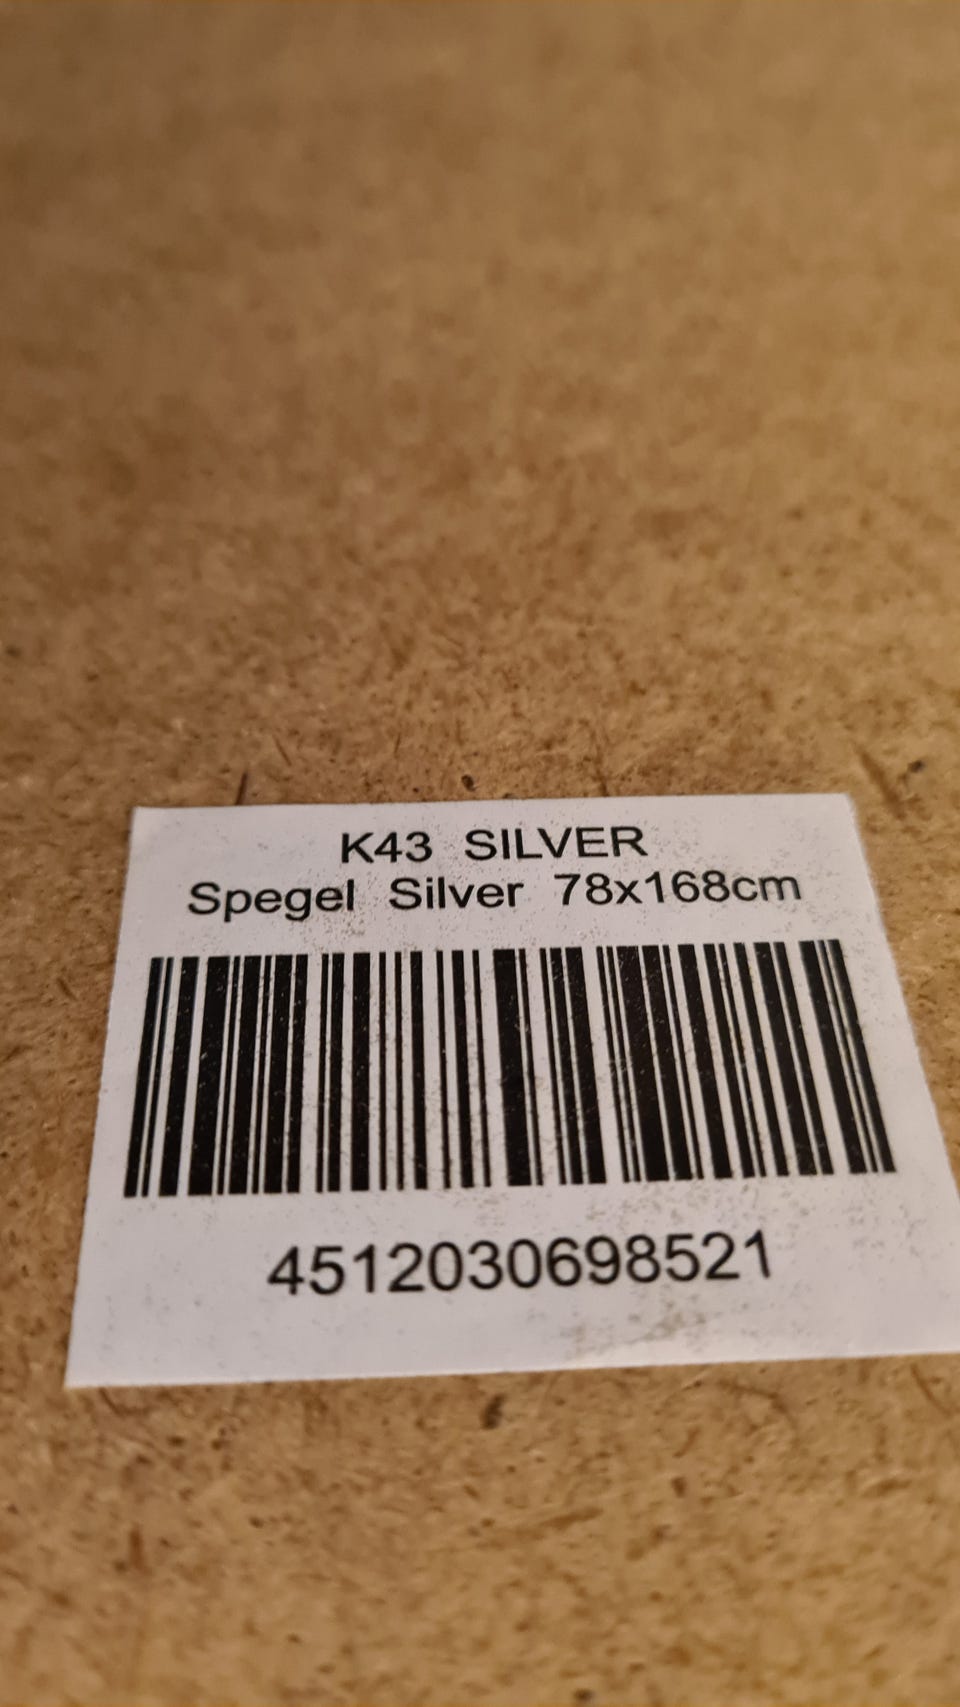 K43 SILVER
Spegel Silver 78x168cm
4512030698521